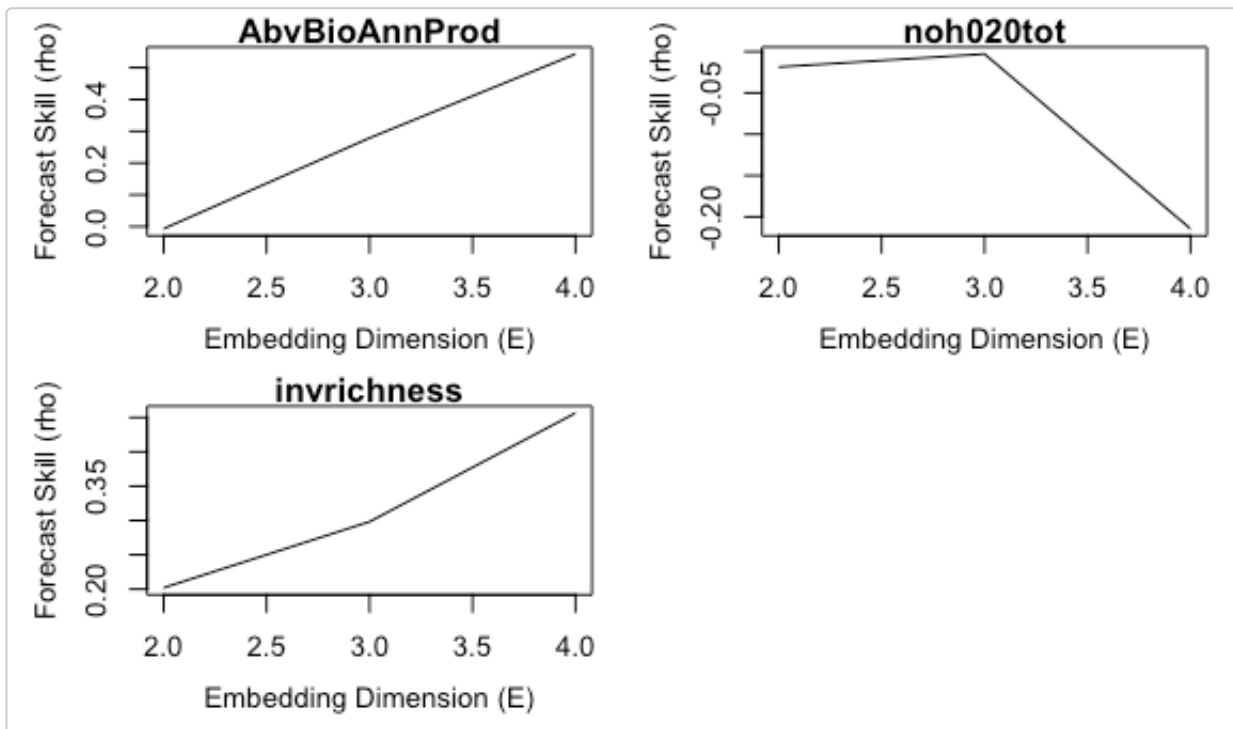 AbvBioAnnProd
Forecast Skill (rho)
0.4
0.2
0.0
2.0 2.5 3.0 3.5 4.0
Embedding Dimension (E)
noh020tot
Forecast Skill (rho)
-0.05
-0.20
2.0 2.5 3.0 3.5 4.0
Embedding Dimension (E)
invrichness
Forecast Skill (rho)
0.35
0.20
2.0 2.5 3.0 3.5 4.0
Embedding Dimension (E)